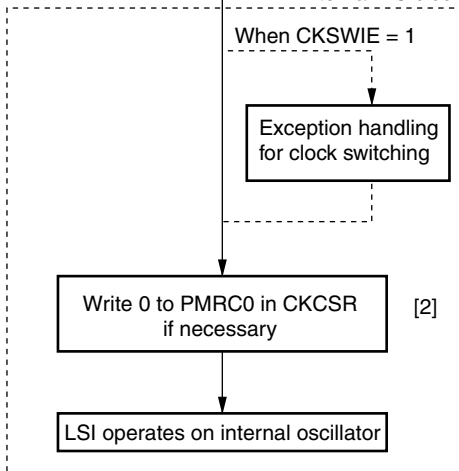 When CKSWIE = 1
Exception handling
for clock switching
Write 0 to PMRC0 in CKCSR
if necessary
[2]
LSI operates on internal oscillator